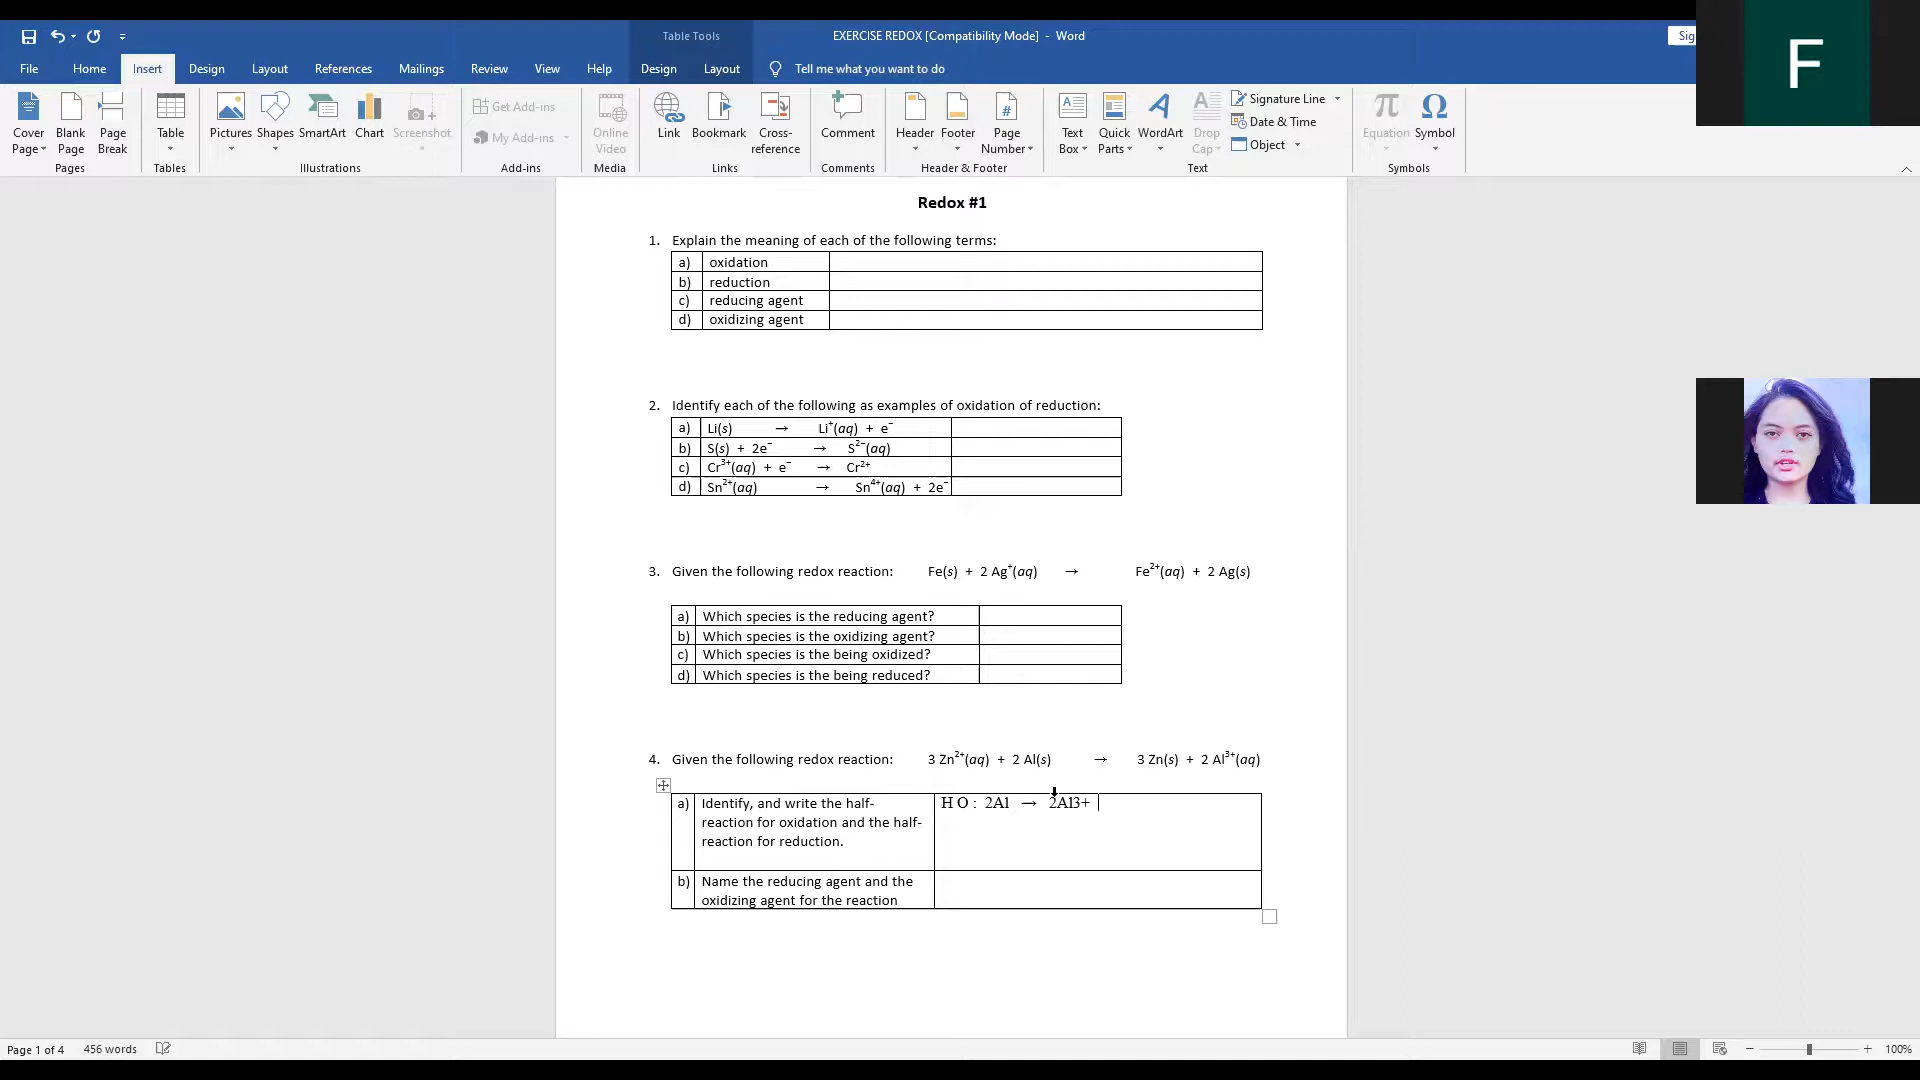 EXERCISE REDOX [Compatibility Mode] - Word
Table Tools
Sig
F
File Home Insert Design Layout References Mailings Review View Help Design Layout Tell me what you want to do
Cover Page
Blank Page
Page Break
Pages
Table
Tables
Pictures
Shapes
SmartArt
Chart
Screenshot
Illustrations
Get Add-ins
My Add-ins
Add-ins
Online Video
Media
Link
Bookmark
Cross-reference
Links
Comment
Comments
Header
Footer
Page Number
Header & Footer
Text Box
Quick Parts
WordArt
Drop Cap
Signature Line
Date & Time
Object
Text
Equation
Symbol
Symbols
Redox #1
1. Explain the meaning of each of the following terms:
a) oxidation
b) reduction
c) reducing agent
d) oxidizing agent
2. Identify each of the following as examples of oxidation of reduction:
a) Li(s) → Li⁺(aq) + e⁻
b) S(s) + 2e⁻ → S²⁻(aq)
c) Cr³⁺(aq) + e⁻ → Cr²⁺
d) Sn²⁺(aq) → Sn⁴⁺(aq) + 2e⁻
3. Given the following redox reaction: Fe(s) + 2 Ag⁺(aq) → Fe²⁺(aq) + 2 Ag(s)
a) Which species is the reducing agent?
b) Which species is the oxidizing agent?
c) Which species is the being oxidized?
d) Which species is the being reduced?
4. Given the following redox reaction: 3 Zn²⁺(aq) + 2 Al(s) → 3 Zn(s) + 2 Al³⁺(aq)
a) Identify, and write the half-
reaction for oxidation and the half-
reaction for reduction.
H O : 2Al → 2Al3+
b) Name the reducing agent and the
oxidizing agent for the reaction
Page 1 of 4 456 words 100%